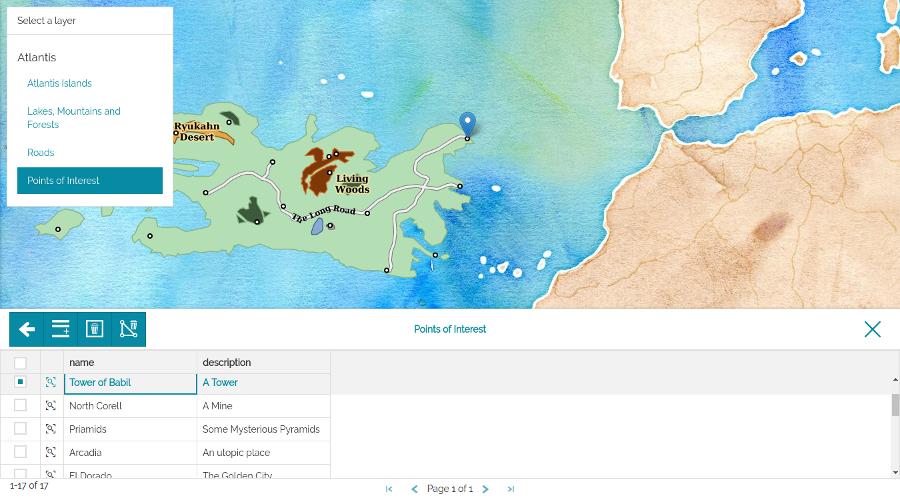 Select a layer
Atlantis
Atlantis Islands
Lakes, Mountains and
Forests
Roads
Points of Interest
Ryukahn
Desert
Living
Woods
The Long Road
Points of Interest
name description
Tower of Babil A Tower
North Corell A Mine
Priamids Some Mysterious Pyramids
Arcadia An utopic place
El Dorado The Golden City
1-17 of 17
Page 1 of 1